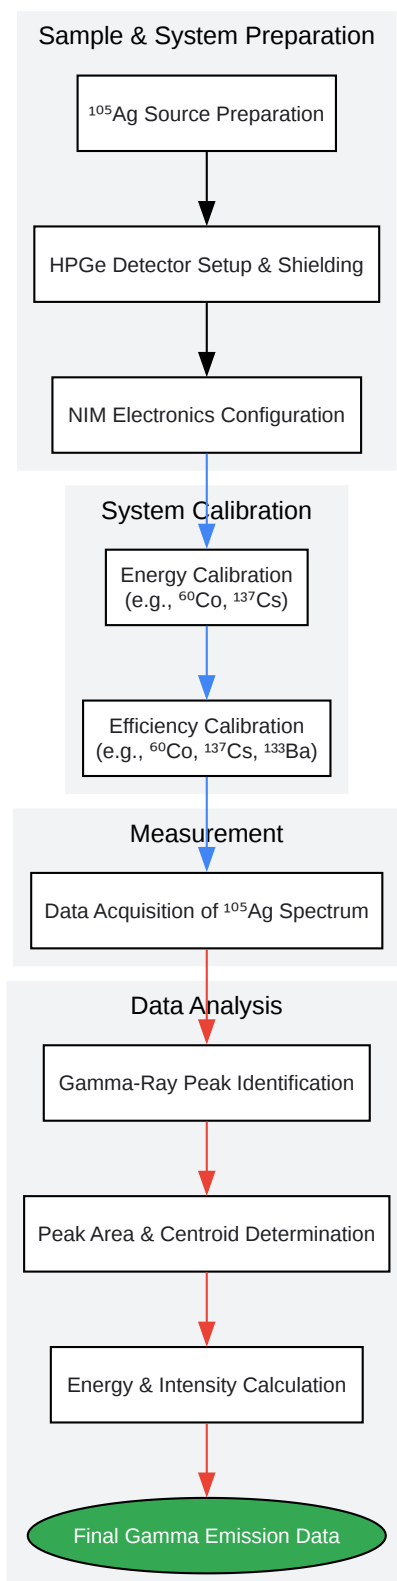 Sample & System Preparation
¹⁰⁵Ag Source Preparation
HPGe Detector Setup & Shielding
NIM Electronics Configuration
System Calibration
Energy Calibration
(e.g., ⁶⁰Co, ¹³⁷Cs)
Efficiency Calibration
(e.g., ⁶⁰Co, ¹³⁷Cs, ¹³³Ba)
Measurement
Data Acquisition of ¹⁰⁵Ag Spectrum
Data Analysis
Gamma-Ray Peak Identification
Peak Area & Centroid Determination
Energy & Intensity Calculation
Final Gamma Emission Data